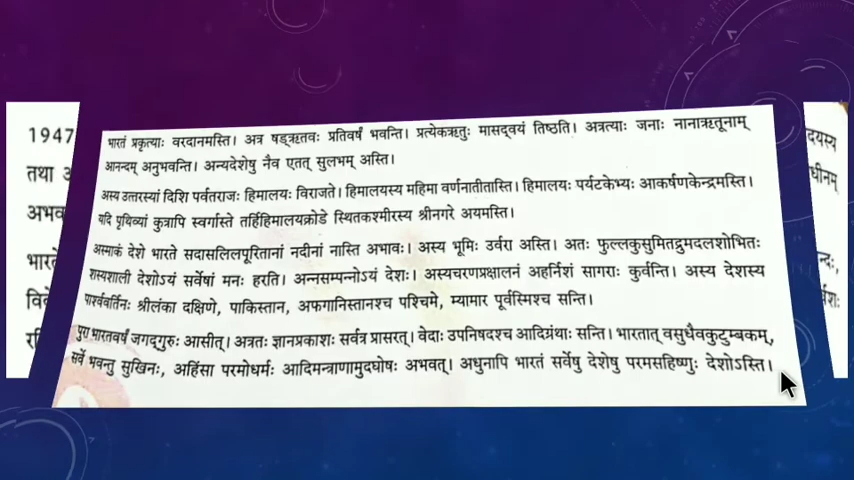 भारतं प्रकृत्याः वरदानमस्ति। अत्र षड्ऋतवः प्रतिवर्षं भवन्ति। प्रत्येकऋतुः मासद्वयं तिष्ठति। अत्रत्याः जनाः नानाऋतूनाम्
आनन्दम् अनुभवन्ति। अन्यदेशेषु नैव एतत् सुलभम् अस्ति।
अस्य उत्तरस्यां दिशि पर्वतराजः हिमालयः विराजते। हिमालयस्य महिमा वर्णनातीतास्ति। हिमालयः पर्यटकेभ्यः आकर्षणकेन्द्रमस्ति।
यदि पृथिव्यां कुत्रापि स्वर्गास्ते तर्हिहिमालयक्रोडे स्थितकश्मीरस्य श्रीनगरे अयमस्ति।
अस्माकं देशे भारते सदासलिलपूरितानां नदीनां नास्ति अभावः। अस्य भूमिः उर्वरा अस्ति। अतः फुल्लकुसुमितद्रुमदलशोभितः
शस्यशाली देशोऽयं सर्वेषां मनः हरति। अन्नसम्पन्नोऽयं देशः। अस्यचरणप्रक्षालनं अहर्निशं सागराः कुर्वन्ति। अस्य देशस्य
पार्श्ववर्तिनः श्रीलंका दक्षिणे, पाकिस्तान, अफगानिस्तानश्च पश्चिमे, म्यामार पूर्वस्मिश्च सन्ति।
पुरा भारतवर्षं जगद्गुरुः आसीत्। अत्रतः ज्ञानप्रकाशः सर्वत्र प्रासरत्। वेदाः उपनिषदश्च आदिग्रंथाः सन्ति। भारतात् वसुधैवकुटुम्बकम्,
सर्वे भवन्तु सुखिनः, अहिंसा परमोधर्मः आदिमन्त्राणामुदघोषः अभवत्। अधुनापि भारतं सर्वेषु देशेषु परमसहिष्णुः देशोऽस्ति।
1947
तथा
अभव
भारते